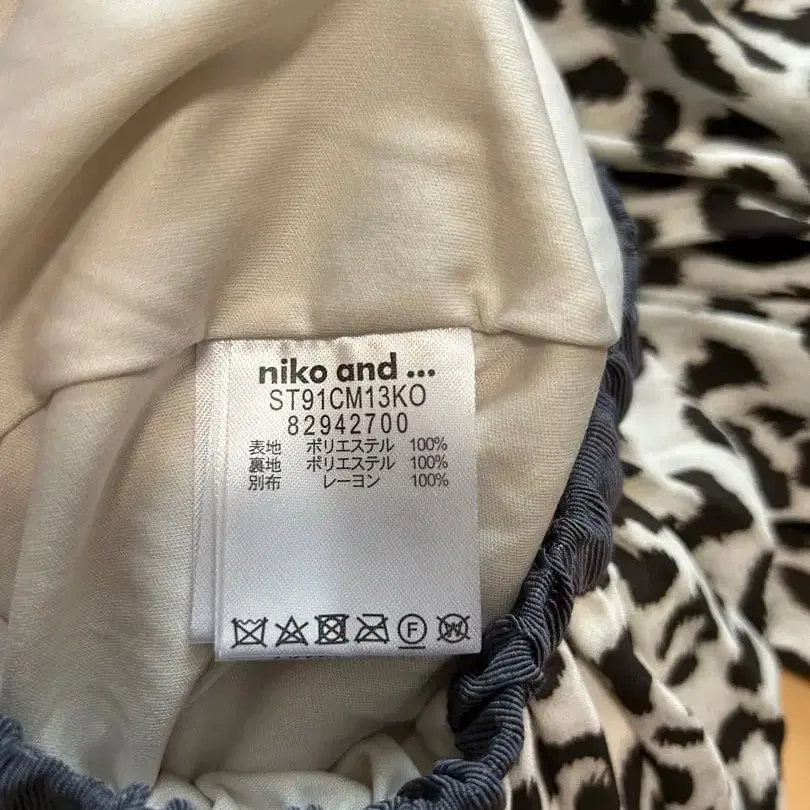 niko and ...
ST91CM13KO
82942700
表地 ポリエステル 100%
裏地 ポリエステル 100%
別布 レーヨン 100%
F W